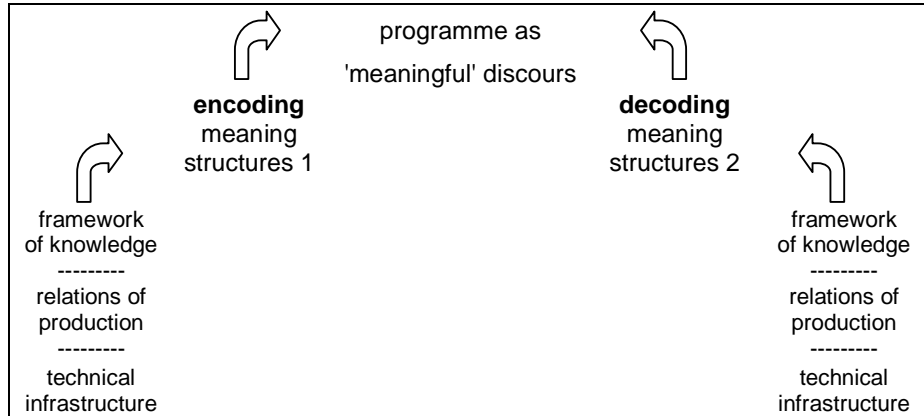 programme as
'meaningful' discours
encoding
meaning
structures 1
decoding
meaning
structures 2
framework
of knowledge
---------
relations of
production
---------
technical
infrastructure
framework
of knowledge
---------
relations of
production
---------
technical
infrastructure